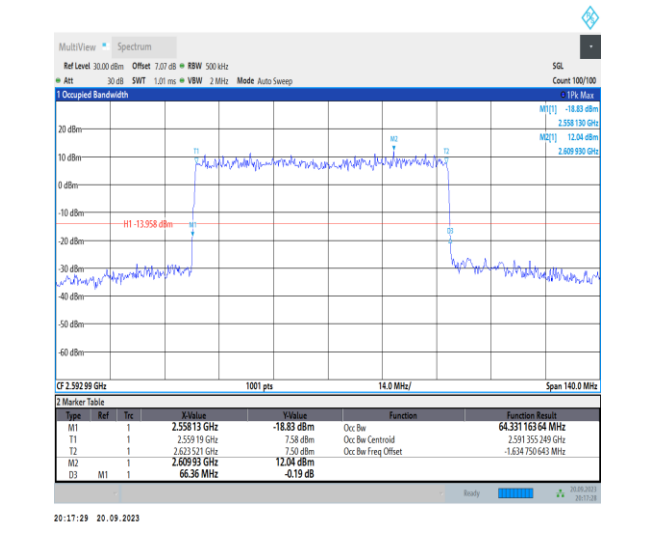 MultiView Spectrum
Ref Level 30.00 dBm Offset 7.07 dB RBW 500 kHz SGL
Att 30 dB SWT 1.01 ms VBW 2 MHz Mode Auto Sweep Count 100/100
1 Occupied Bandwidth 1Pk Max
M1[1] -18.83 dBm
2.558 130 GHz
M2[1] 12.04 dBm
2.609 930 GHz
20 dBm
M2
T1 T2
10 dBm
0 dBm
-10 dBm
H1 -13.958 dBm M1
D3
-20 dBm
-30 dBm
-40 dBm
-50 dBm
-60 dBm
CF 2.592 99 GHz 1001 pts 14.0 MHz/ Span 140.0 MHz
2 Marker Table
Type Ref Trc X-Value Y-Value Function Function Result
M1 1 2.558 13 GHz -18.83 dBm Occ Bw 64.331 163 64 MHz
T1 1 2.559 19 GHz 7.58 dBm Occ Bw Centroid 2.591 355 249 GHz
T2 1 2.623 521 GHz 7.50 dBm Occ Bw Freq Offset -1.634 750 643 MHz
M2 1 2.609 93 GHz 12.04 dBm
D3 M1 1 66.36 MHz -0.19 dB
Ready 20.09.2023
20:17:28
20:17:29 20.09.2023